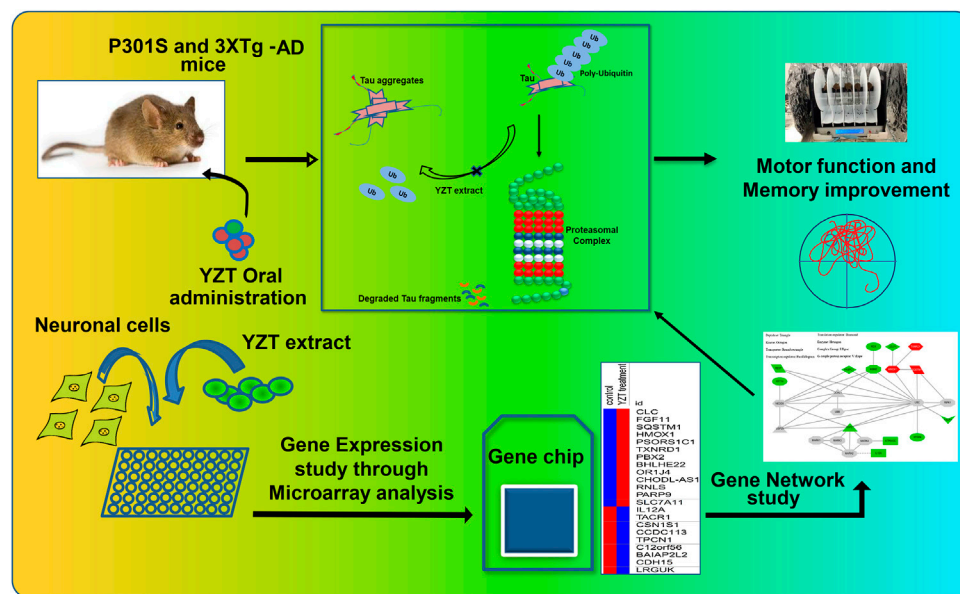 P301S and 3XTg -AD
mice
YZT Oral
administration
Tau aggregates
Tau
Ub
Ub
Ub
Ub
Ub
Poly-Ubiquitin
YZT extract
Ub
Ub
Ub
Proteasomal
Complex
Degraded Tau fragments
Motor function and
Memory improvement
Neuronal cells
YZT extract
Gene Expression
study through
Microarray analysis
Gene chip
control
YZT treatment
id
CLC
FGF11
SQSTM1
HMOX1
PSORS1C1
TXNRD1
PBX2
BHLHE22
OR1J4
CHODL-AS1
RNLS
PARP9
SLC7A11
IL12A
TACR1
CSN1S1
CCDC113
TPCN1
C12orf56
BAIAP2L2
CDH15
LRGUK
Gene Network
study